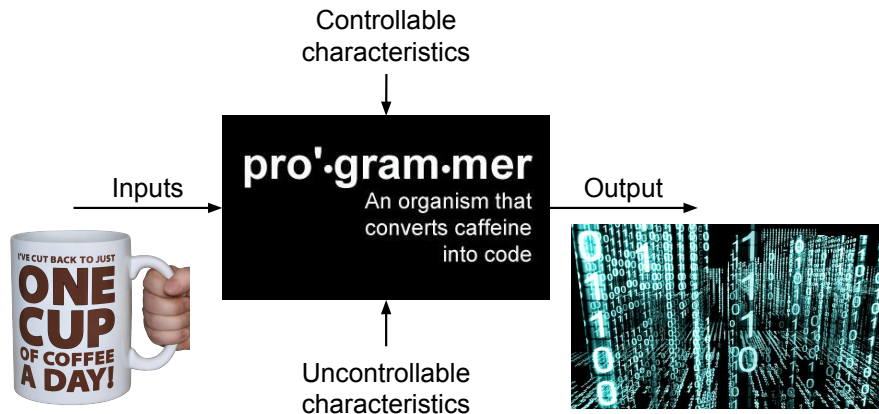 Controllable
characteristics
pro'·gram·mer
An organism that
converts caffeine
into code
Inputs
Output
I'VE CUT BACK TO JUST
ONE
CUP
OF COFFEE
A DAY!
Uncontrollable
characteristics